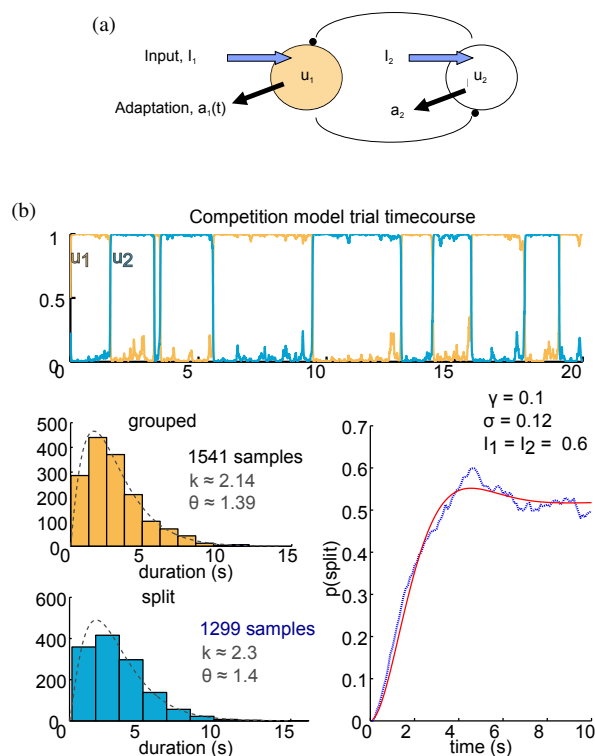 (a)
Input, I1
I2
u1
u2
Adaptation, a1(t)
a2
(b)
Competition model trial timecourse
1
u1
u2
0.5
0
0
5
10
15
20
grouped
500
400
300
200
100
0
1541 samples
k ≈ 2.14
θ ≈ 1.39
0
5
10
15
duration (s)
split
600
400
200
0
1299 samples
k ≈ 2.3
θ ≈ 1.4
0
5
10
15
duration (s)
γ = 0.1
σ = 0.12
I1 = I2 = 0.6
0.7
0.6
0.5
0.4
0.3
0.2
0.1
0
p(split)
0
2
4
6
8
10
time (s)